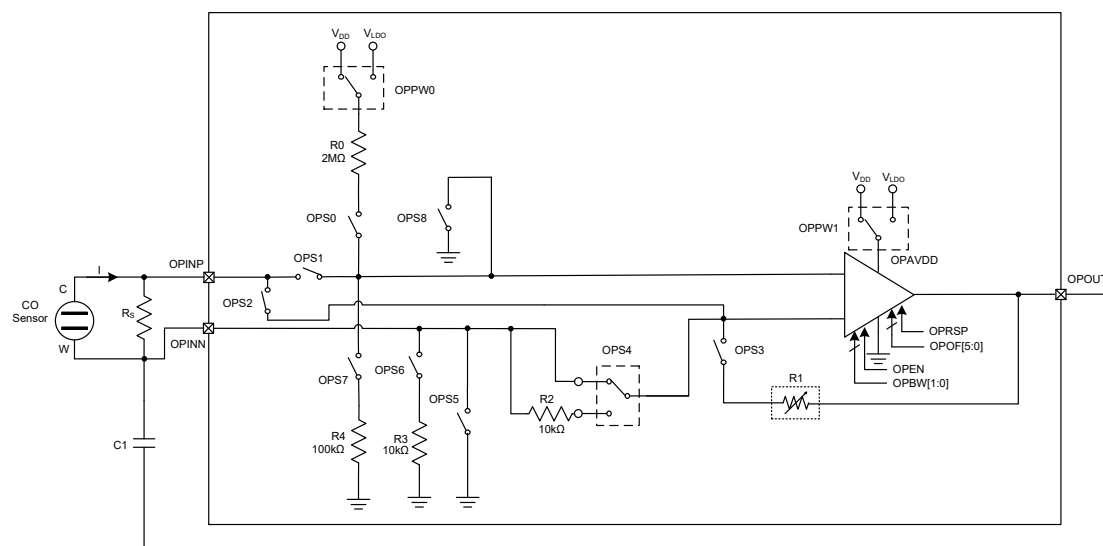 VDD VLDO
OPPW0
R0
2MΩ
OPS0
OPS8
VDD VLDO
OPPW1
OPAVDD
OPINP
OPS1
I
C
CO
Sensor
W
RS
OPS2
OPINN
OPOUT
OPRSP
OPOF[5:0]
OPEN
OPBW[1:0]
OPS3
OPS4
OPS7
OPS6
OPS5
R1
R2
10kΩ
R4
100kΩ
R3
10kΩ
C1